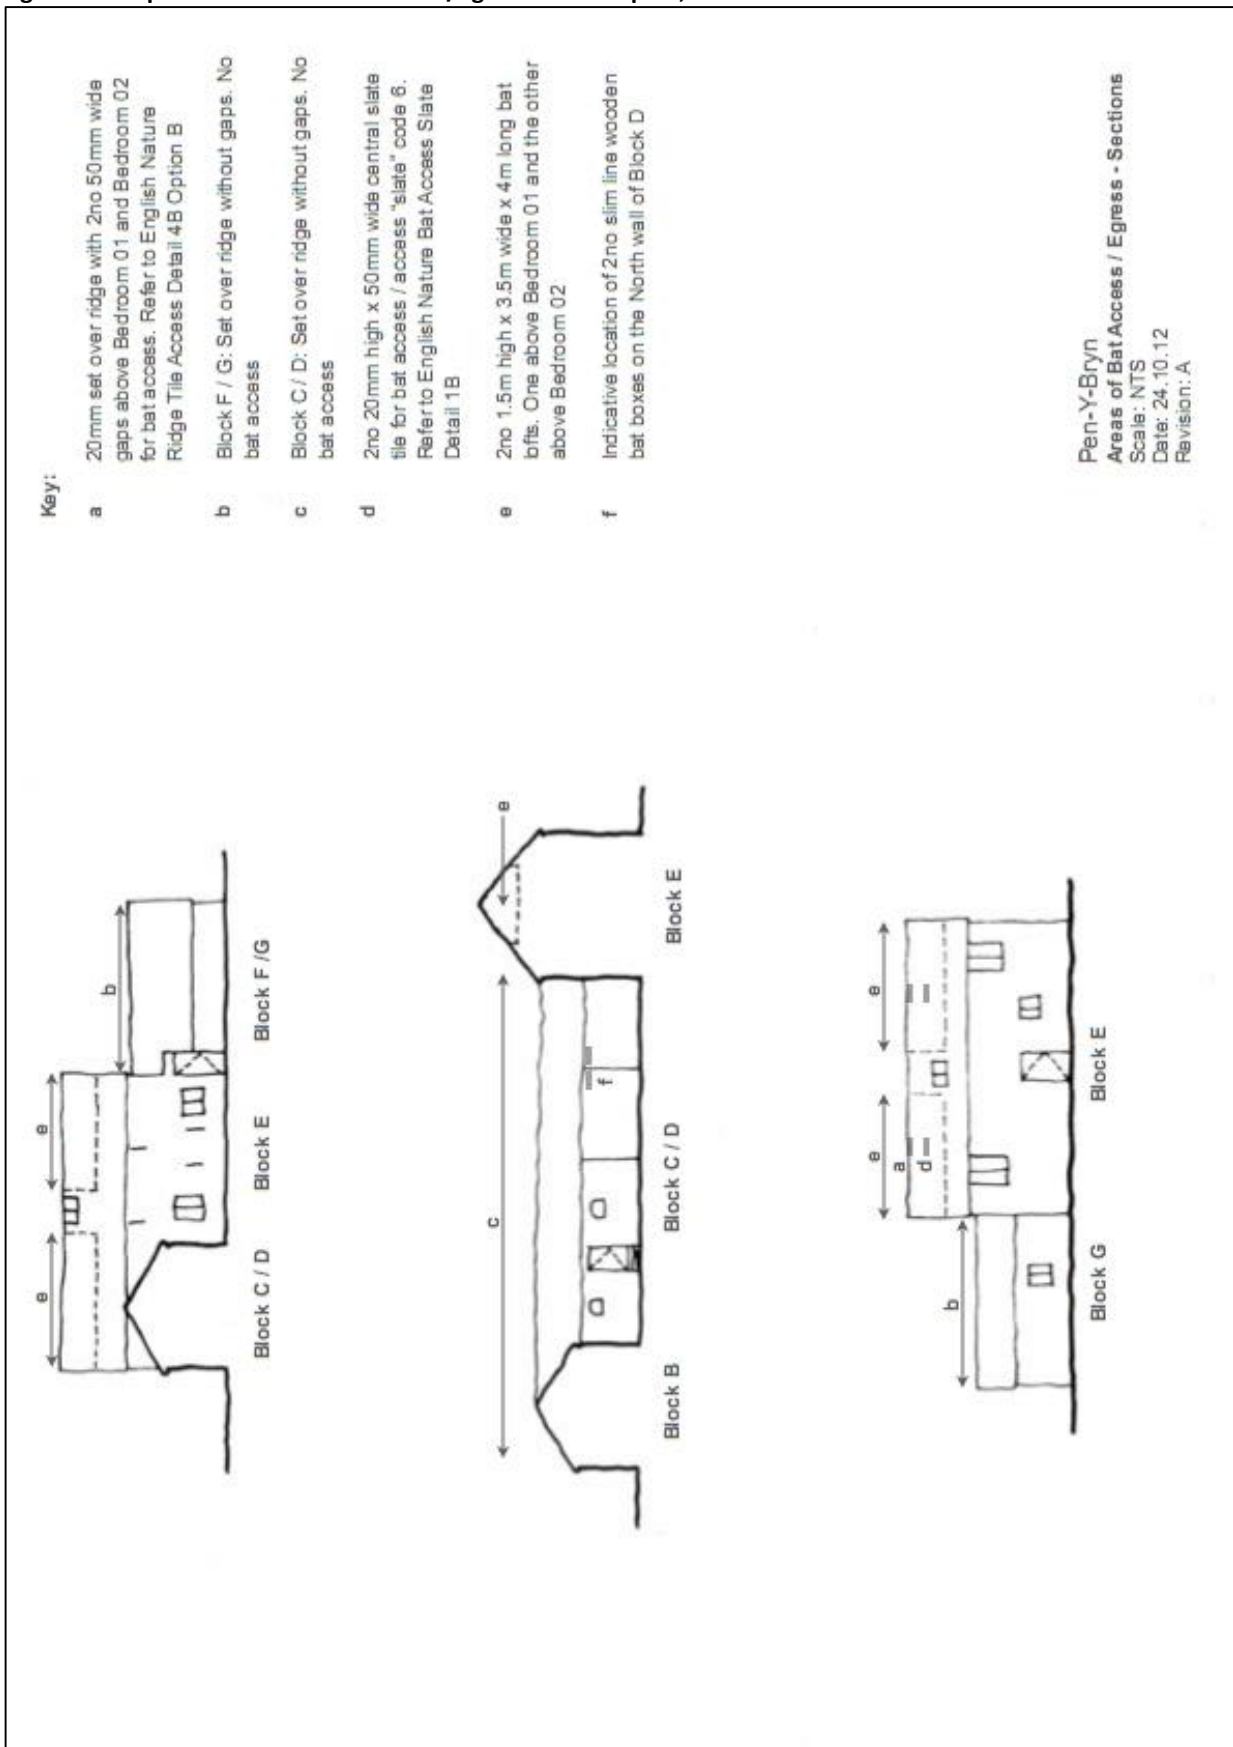 Key:
a 20mm set over ridge with 2no 50mm wide
gaps above Bedroom 01 and Bedroom 02
for bat access. Refer to English Nature
Ridge Tile Access Detail 4B Option B
b Block F / G: Set over ridge without gaps. No
bat access
c Block C / D: Set over ridge without gaps. No
bat access
d 2no 20mm high x 50mm wide central slate
tile for bat access / access "slate" code 6.
Refer to English Nature Bat Access Slate
Detail 1B
e 2no 1.5m high x 3.5m wide x 4m long bat
lofts. One above Bedroom 01 and the other
above Bedroom 02
f Indicative location of 2no slim line wooden
bat boxes on the North wall of Block D
e
e
b
Block C / D
Block E
Block F /G
c
e
f
Block B
Block C / D
Block E
b
e
e
a
d
Block G
Block E
Pen-Y-Bryn
Areas of Bat Access / Egress - Sections
Scale: NTS
Date: 24.10.12
Revision: A